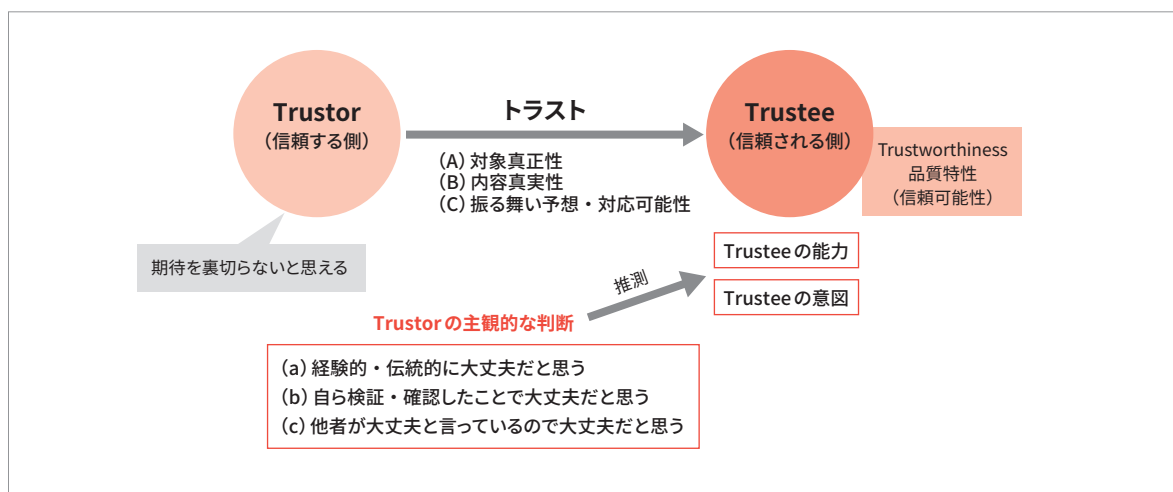 Trustor
（信頼する側）
トラスト
Trustee
（信頼される側）
Trustworthiness
品質特性
（信頼可能性）
（A）対象真正性
（B）内容真実性
（C）振る舞い予想・対応可能性
期待を裏切らないと思える
Trusteeの能力
Trusteeの意図
推測
Trustorの主観的な判断
（a）経験的・伝統的に大丈夫だと思う
（b）自ら検証・確認したことで大丈夫だと思う
（c）他者が大丈夫と言っているので大丈夫だと思う